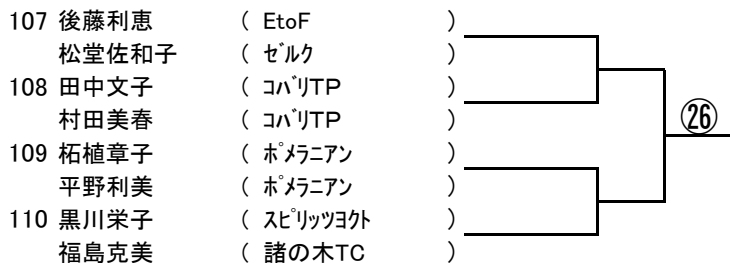 107 後藤利恵 ( EtoF )
松堂佐和子 ( ｾﾞﾙｸ )
108 田中文子 ( ｺﾊﾞﾘTP )
村田美春 ( ｺﾊﾞﾘTP )
㉖
109 柘植章子 ( ﾎﾟﾒﾗﾆｱﾝ )
平野利美 ( ﾎﾟﾒﾗﾆｱﾝ )
110 黒川栄子 ( ｽﾋﾟﾘｯﾂﾖｸﾄ )
福島克美 ( 諸の木TC )